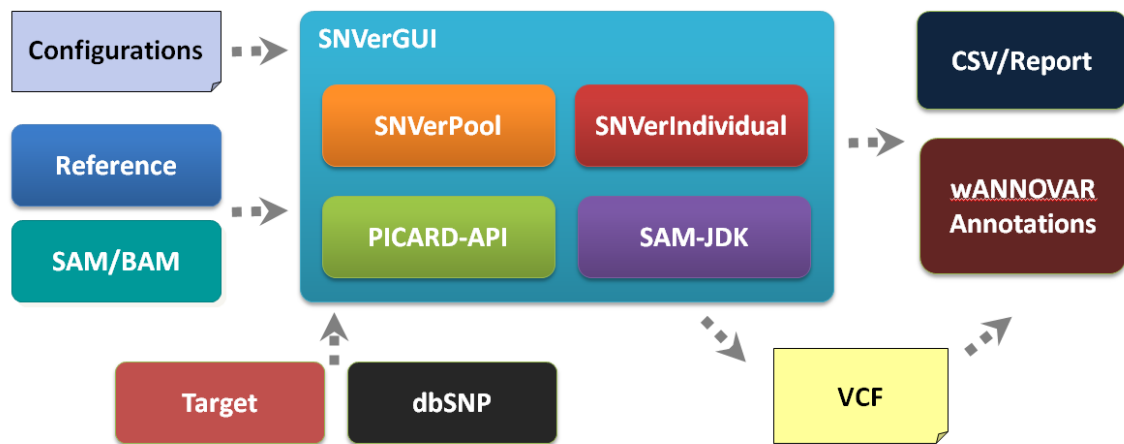 Configurations
SNVerGUI
CSV/Report
SNVerPool
SNVerIndividual
Reference
wANNOVAR
Annotations
PICARD-API
SAM-JDK
SAM/BAM
Target
dbSNP
VCF